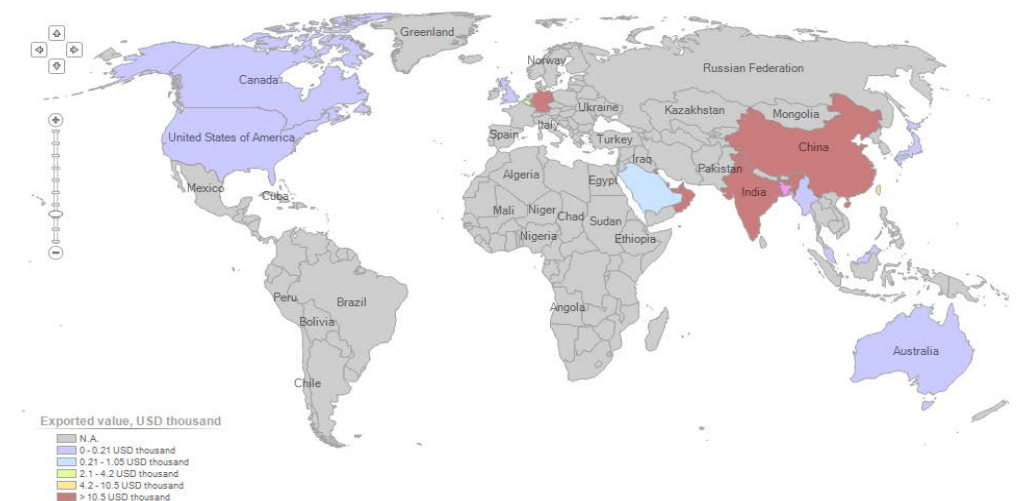 Greenland
Norway
Russian Federation
Canada
Ukraine
Kazakhstan
Mongolia
United States of America
Italy
Spain
Turkey
China
Iraq
Pakistan
Algeria
Egypt
India
Mexico
Cuba
Mali
Niger
Chad
Sudan
Nigeria
Ethiopia
Peru
Brazil
Angola
Bolivia
Australia
Chile
Exported value, USD thousand
N.A.
0 - 0.21 USD thousand
0.21 - 1.05 USD thousand
2.1 - 4.2 USD thousand
4.2 - 10.5 USD thousand
> 10.5 USD thousand